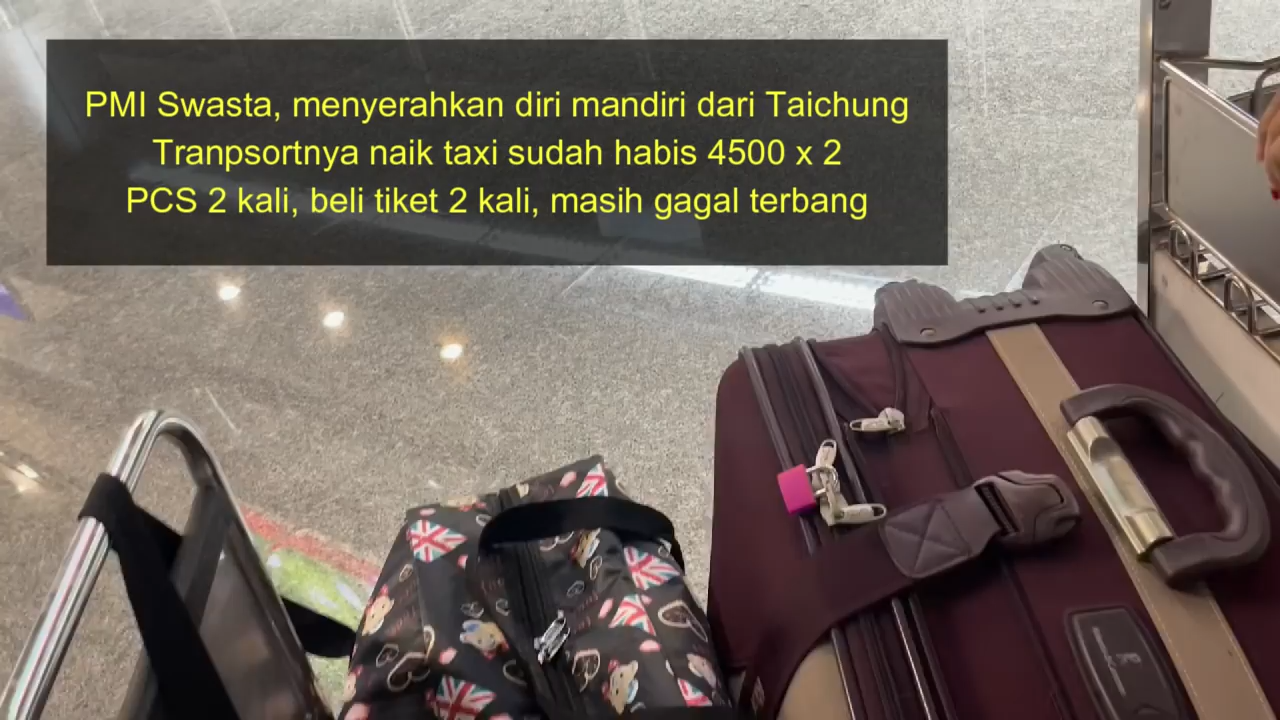 PMI Swasta, menyerahkan diri mandiri dari Taichung
Tranpsortnya naik taxi sudah habis 4500 x 2
PCS 2 kali, beli tiket 2 kali, masih gagal terbang